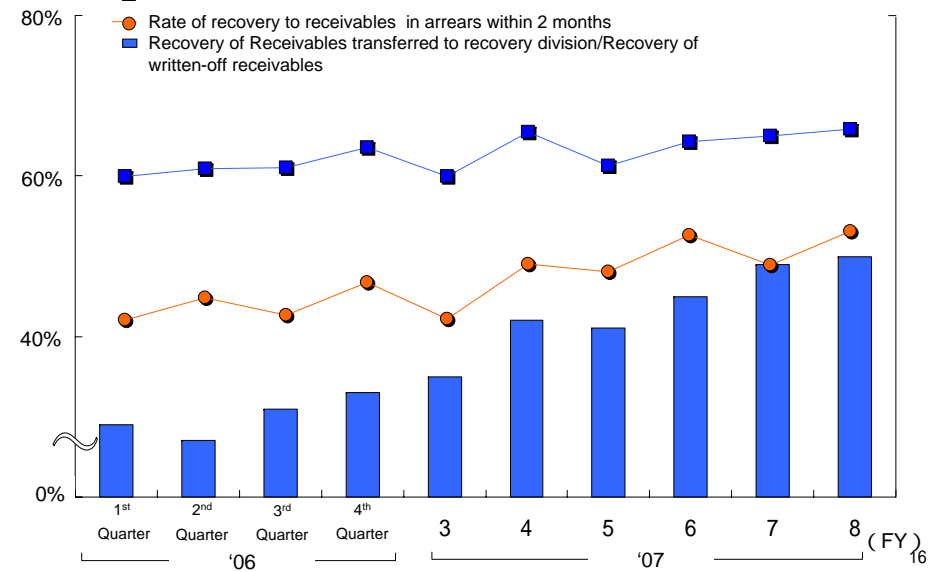 80%
Rate of recovery to receivables in arrears within 2 months
Recovery of Receivables transferred to recovery division/Recovery of
written-off receivables
60%
40%
0%
1st Quarter
2nd Quarter
3rd Quarter
4th Quarter
3
4
5
6
7
8
( FY )
‘06
‘07
16